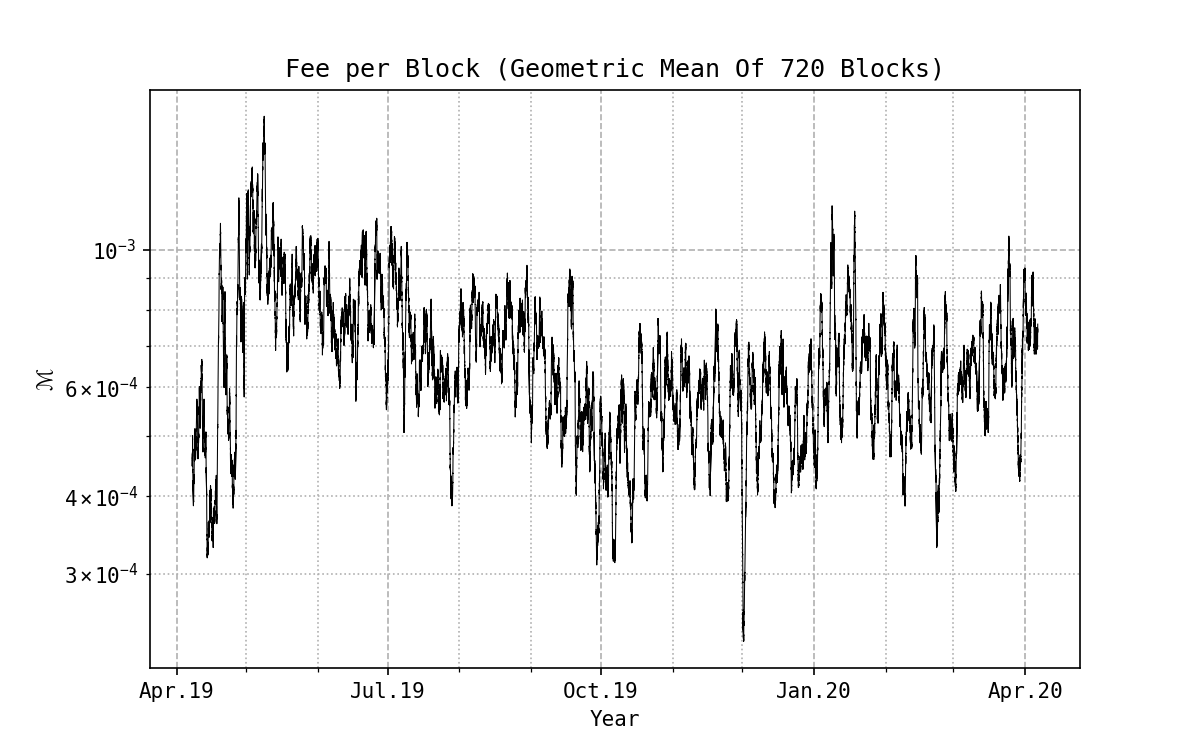 Fee per Block (Geometric Mean Of 720 Blocks)
10⁻³
6×10⁻⁴
4×10⁻⁴
3×10⁻⁴
ℳ
Apr.19 Jul.19 Oct.19 Jan.20 Apr.20
Year